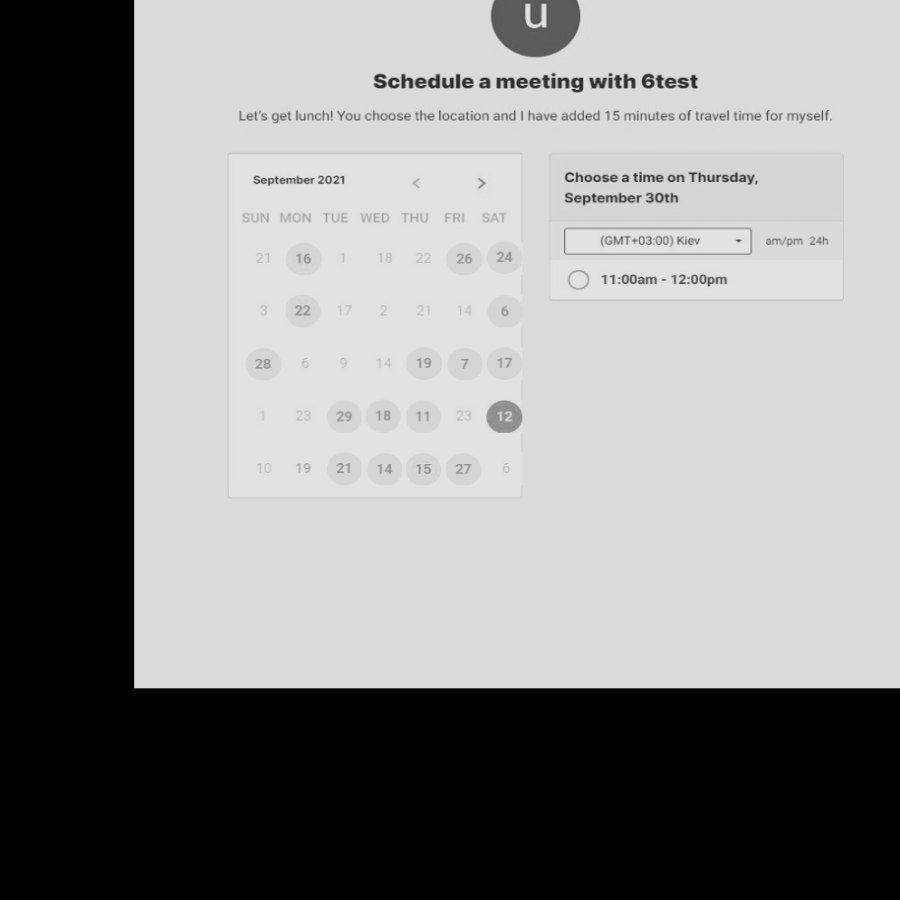 u
Schedule a meeting with 6test
Let's get lunch! You choose the location and I have added 15 minutes of travel time for myself.
September 2021 < >
SUN MON TUE WED THU FRI SAT
21 16 1 18 22 26 24
3 22 17 2 21 14 6
28 6 9 14 19 7 17
1 23 29 18 11 23 12
10 19 21 14 15 27 6
Choose a time on Thursday,
September 30th
(GMT+03:00) Kiev am/pm 24h
11:00am - 12:00pm